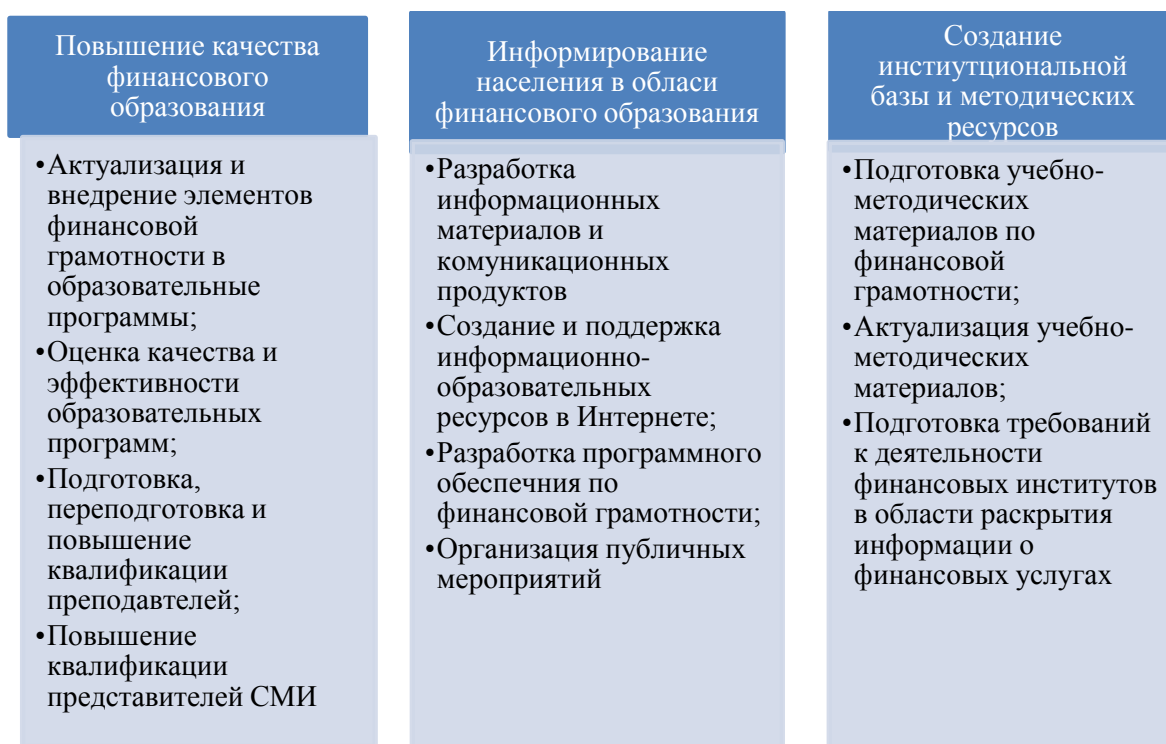 Повышение качества
финансового
образования
•Актуализация и
внедрение элементов
финансовой
грамотности в
образовательные
программы;
•Оценка качества и
эффективности
образовательных
программ;
•Подготовка,
переподготовка и
повышение
квалификации
преподавтелей;
•Повышение
квалификации
представителей СМИ
Информирование
населения в обласи
финансового образования
•Разработка
информационных
материалов и
комуникационных
продуктов
•Создание и поддержка
информационно-
образовательных
ресурсов в Интернете;
•Разработка программного
обеспечния по
финансовой грамотности;
•Организация публичных
мероприятий
Создание
инстиутциональной
базы и методических
ресурсов
•Подготовка учебно-
методических
материалов по
финансовой
грамотности;
•Актуализация учебно-
методических
материалов;
•Подготовка требований
к деятельности
финансовых институтов
в области раскрытия
информации о
финансовых услугах